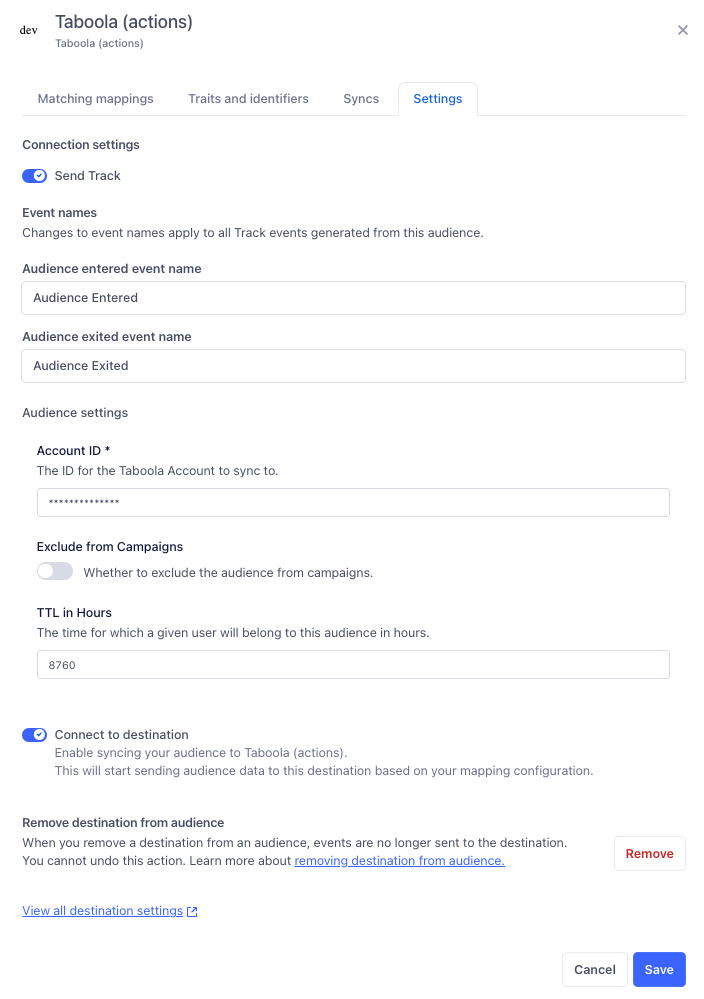 dev
Taboola (actions)
Taboola (actions)
Matching mappings Traits and identifiers Syncs Settings
Connection settings
Send Track
Event names
Changes to event names apply to all Track events generated from this audience.
Audience entered event name
Audience Entered
Audience exited event name
Audience Exited
Audience settings
Account ID *
The ID for the Taboola Account to sync to.
**************
Exclude from Campaigns
Whether to exclude the audience from campaigns.
TTL in Hours
The time for which a given user will belong to this audience in hours.
8760
Connect to destination
Enable syncing your audience to Taboola (actions).
This will start sending audience data to this destination based on your mapping configuration.
Remove destination from audience
When you remove a destination from an audience, events are no longer sent to the destination.
You cannot undo this action. Learn more about removing destination from audience.
Remove
View all destination settings
Cancel Save